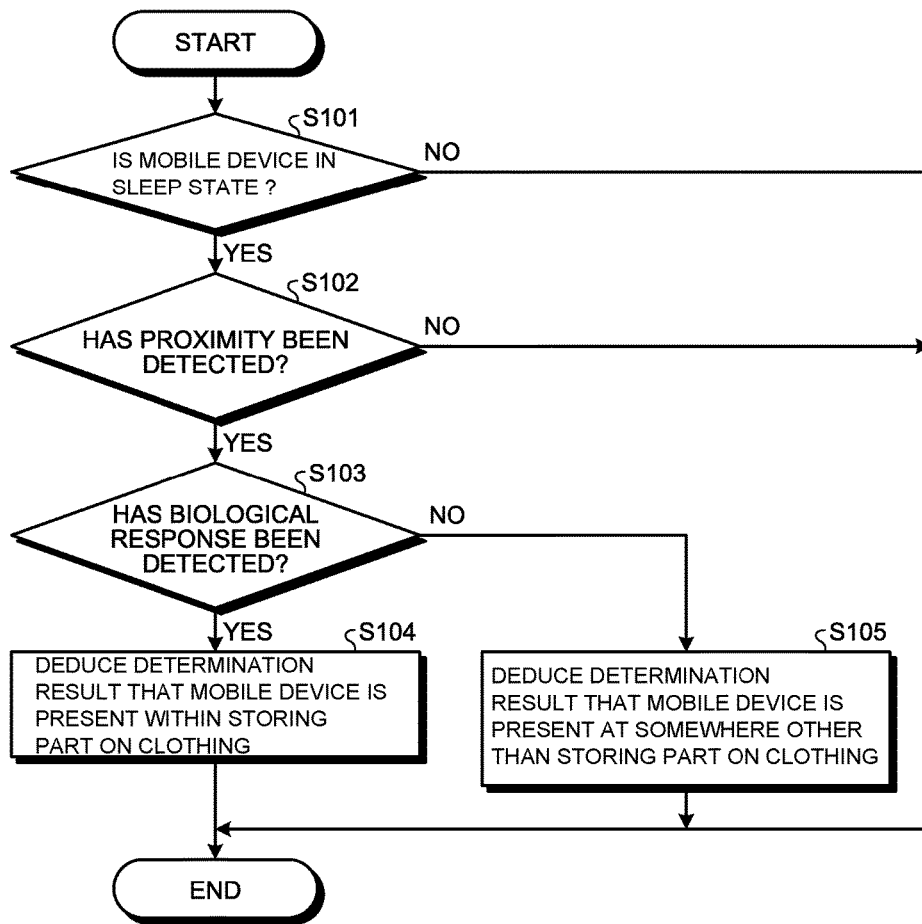 START
S101
IS MOBILE DEVICE IN
SLEEP STATE ?
NO
YES
S102
HAS PROXIMITY BEEN
DETECTED?
NO
YES
S103
HAS BIOLOGICAL
RESPONSE BEEN
DETECTED?
NO
YES
S104
DEDUCE DETERMINATION
RESULT THAT MOBILE DEVICE IS
PRESENT WITHIN STORING
PART ON CLOTHING
S105
DEDUCE DETERMINATION
RESULT THAT MOBILE DEVICE IS
PRESENT AT SOMEWHERE OTHER
THAN STORING PART ON CLOTHING
END